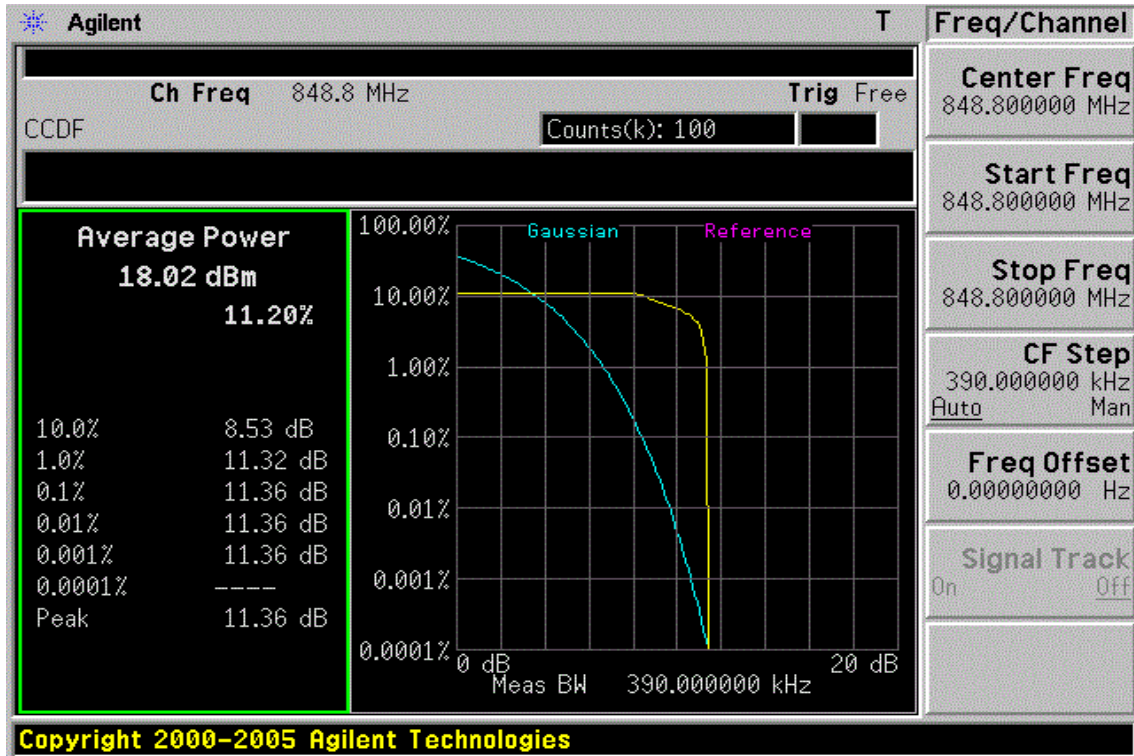 Agilent
T
Ch Freq 848.8 MHz
Trig Free
CCDF
Counts(k): 100
Average Power
18.02 dBm
11.20%
10.0% 8.53 dB
1.0% 11.32 dB
0.1% 11.36 dB
0.01% 11.36 dB
0.001% 11.36 dB
0.0001% ----
Peak 11.36 dB
Gaussian Reference
100.00%
10.00%
1.00%
0.10%
0.01%
0.001%
0.0001%
0 dB 20 dB
Meas BW 390.000000 kHz
Freq/Channel
Center Freq
848.800000 MHz
Start Freq
848.800000 MHz
Stop Freq
848.800000 MHz
CF Step
390.000000 kHz
Auto Man
Freq Offset
0.00000000 Hz
Signal Track
On Off
Copyright 2000-2005 Agilent Technologies